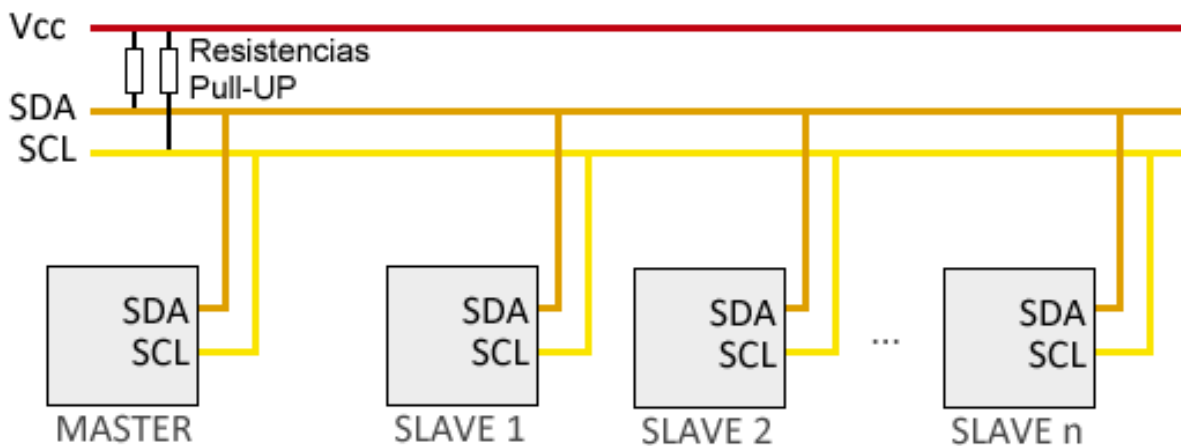 Vcc
Resistencias
Pull-UP
SDA
SCL
SDA
SCL
MASTER
SDA
SCL
SLAVE 1
SDA
SCL
SLAVE 2
...
SDA
SCL
SLAVE n